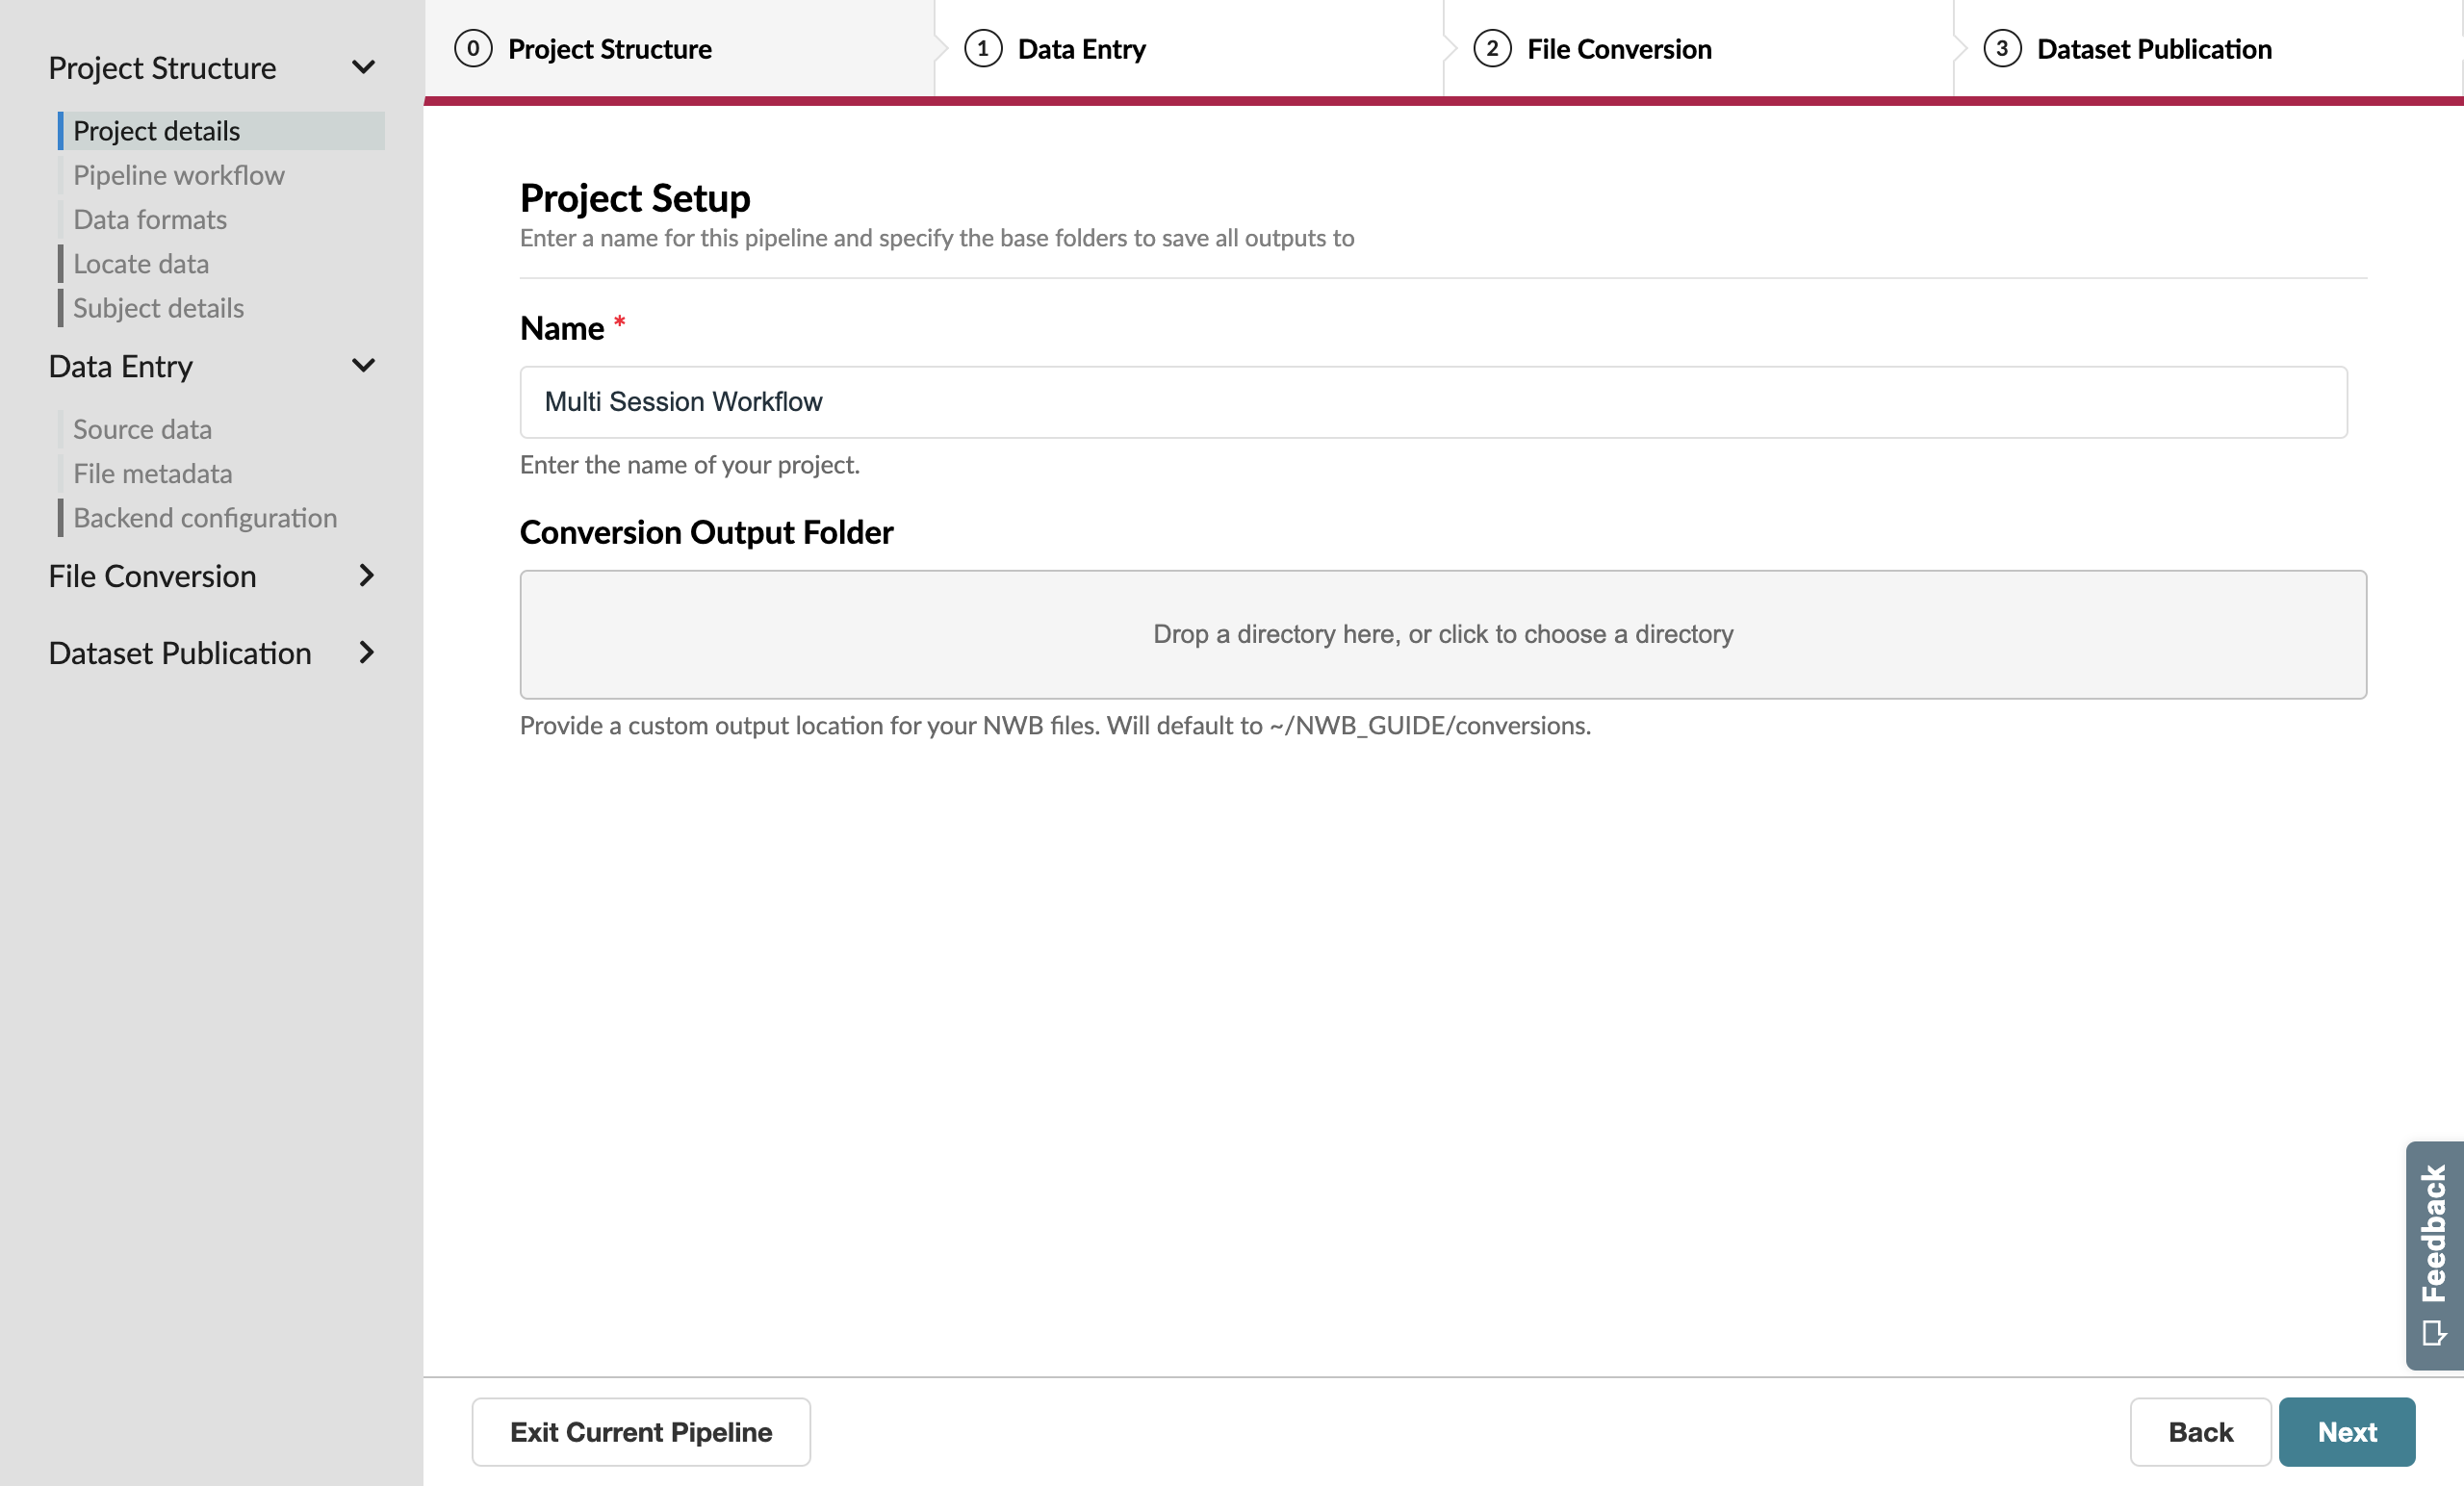 Project Structure
Project details
Pipeline workflow
Data formats
Locate data
Subject details
Data Entry
Source data
File metadata
Backend configuration
File Conversion
Dataset Publication
0 Project Structure
1 Data Entry
2 File Conversion
3 Dataset Publication
Project Setup
Enter a name for this pipeline and specify the base folders to save all outputs to
Name *
Multi Session Workflow
Enter the name of your project.
Conversion Output Folder
Drop a directory here, or click to choose a directory
Provide a custom output location for your NWB files. Will default to ~/NWB_GUIDE/conversions.
Feedback
Exit Current Pipeline
Back
Next